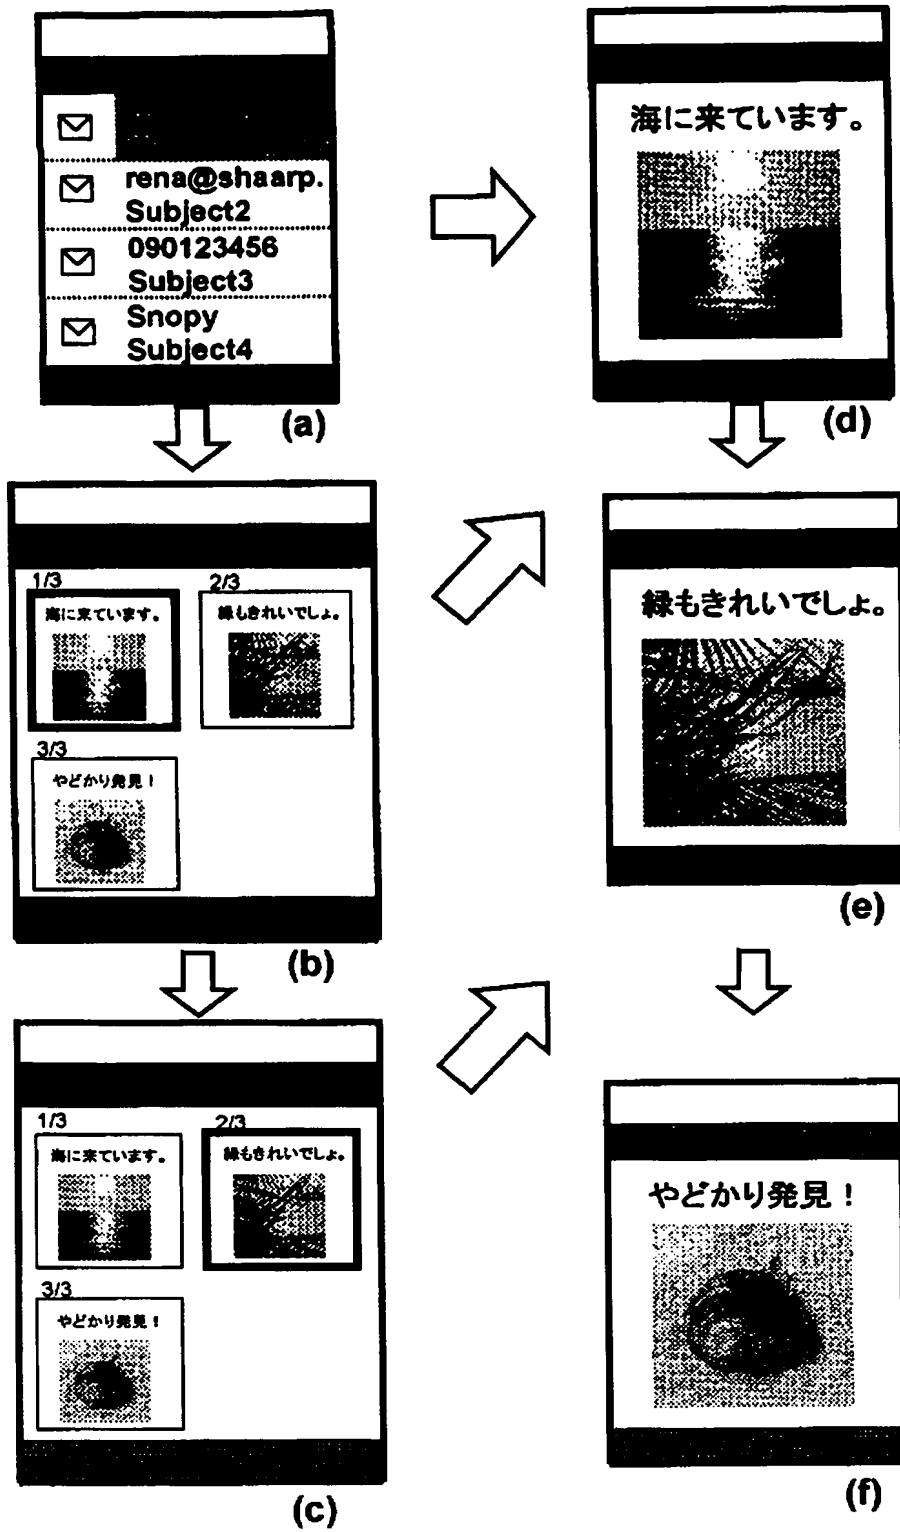 rena@shaarp.
Subject2
090123456
Subject3
Snopy
Subject4
(a)
海に来ています。
(d)
1/3
海に来ています。
2/3
緑もきれいでしょ。
3/3
やどかり発見！
(b)
緑もきれいでしょ。
(e)
1/3
海に来ています。
2/3
緑もきれいでしょ。
3/3
やどかり発見！
(c)
やどかり発見！
(f)